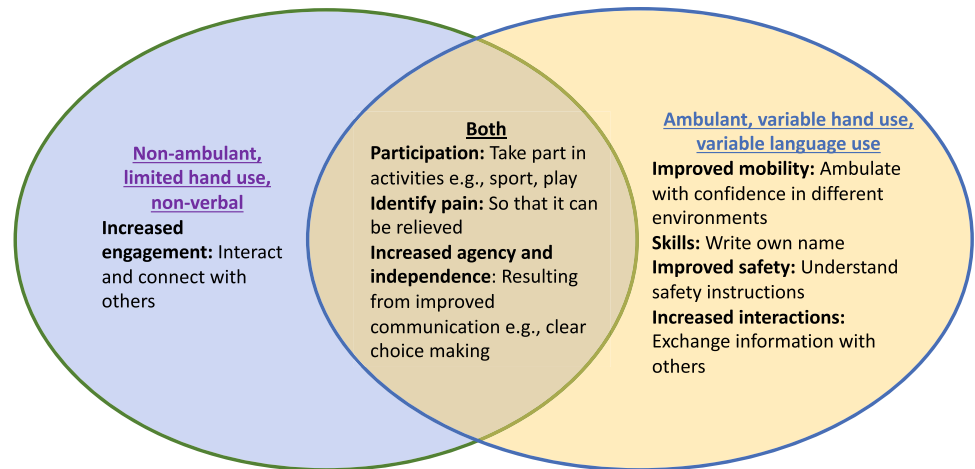 Non-ambulant,
limited hand use,
non-verbal
Increased
engagement: Interact
and connect with
others
Both
Participation: Take part in
activities e.g., sport, play
Identify pain: So that it can
be relieved
Increased agency and
independence: Resulting
from improved
communication e.g., clear
choice making
Ambulant, variable hand use,
variable language use
Improved mobility: Ambulate
with confidence in different
environments
Skills: Write own name
Improved safety: Understand
safety instructions
Increased interactions:
Exchange information with
others